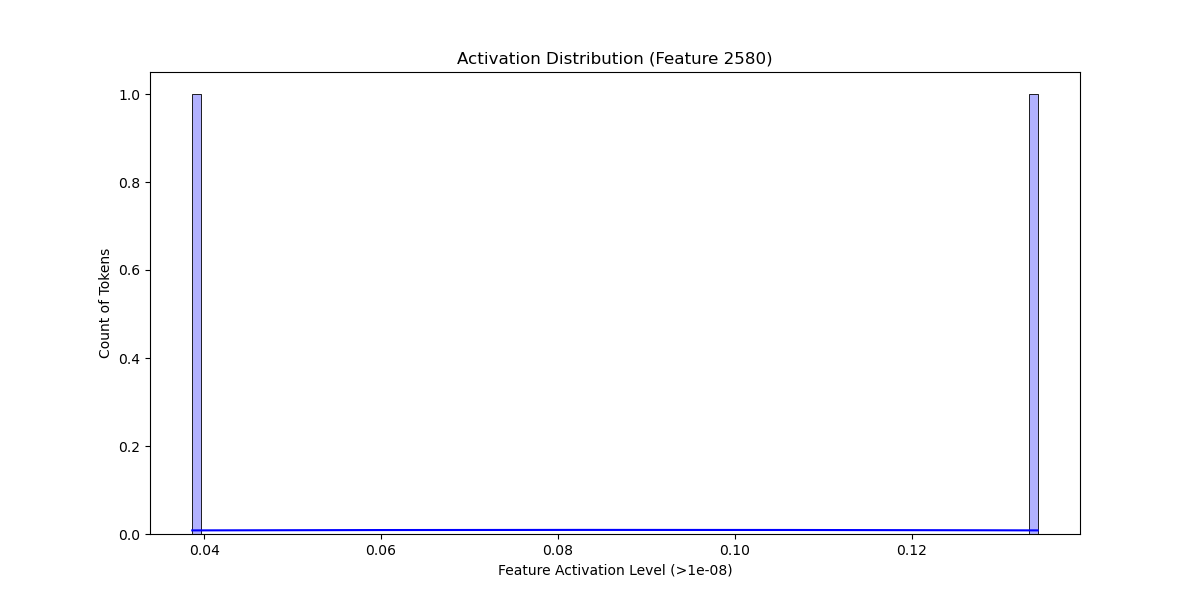 Activation Distribution (Feature 2580)
1.0
0.8
0.6
0.4
0.2
0.0
Count of Tokens
0.04 0.06 0.08 0.10 0.12
Feature Activation Level (>1e-08)